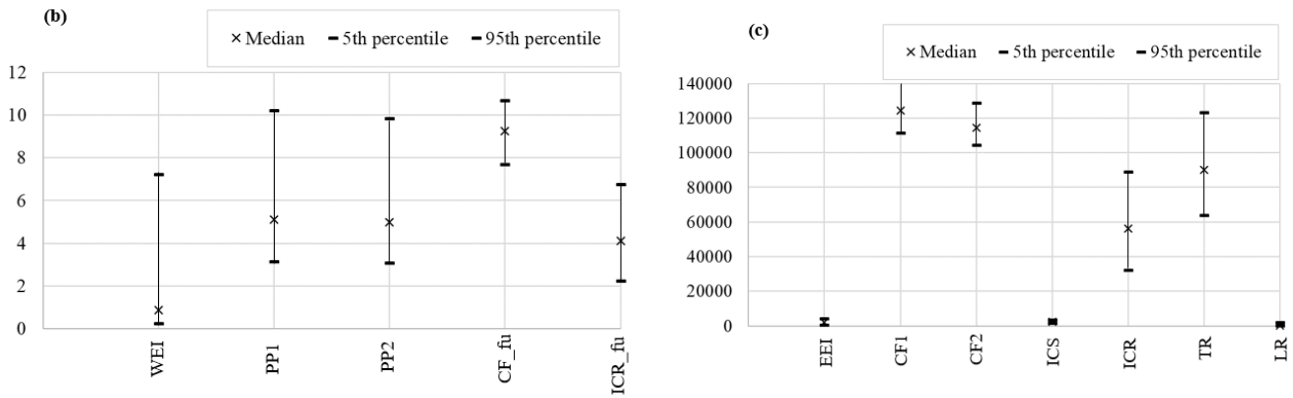 (b)
× Median 5th percentile 95th percentile
12
10
8
6
4
2
0
WEI
PP1
PP2
CF_fu
ICR_fu
(c)
× Median 5th percentile 95th percentile
140000
120000
100000
80000
60000
40000
20000
0
EEI
CF1
CF2
ICS
ICR
TR
LR